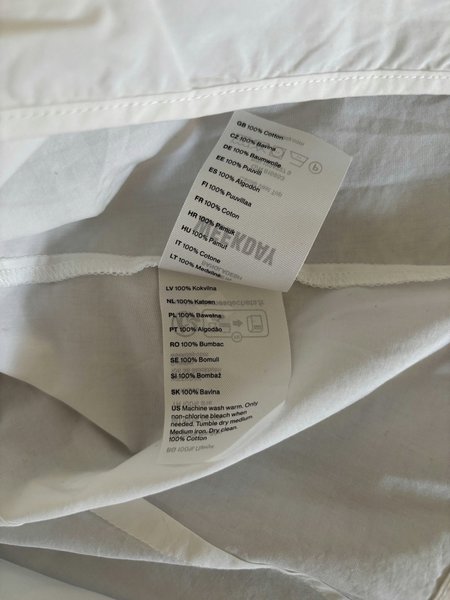 GB 100% Cotton
CZ 100% Bavlna
DE 100% Baumwolle
EE 100% Puuvill
ES 100% Algodón
FI 100% Puuvillaa
FR 100% Coton
HR 100% Pamuk
HU 100% Pamut
IT 100% Cotone
LT 100% Medvilnė
WEEKDAY
LV 100% Kokvilna
NL 100% Katoen
PL 100% Bawełna
PT 100% Algodão
RO 100% Bumbac
SE 100% Bomull
SI 100% Bombaž
SK 100% Bavlna
US Machine wash warm. Only
non-chlorine bleach when
needed. Tumble dry medium.
Medium iron. Dry clean.
100% Cotton